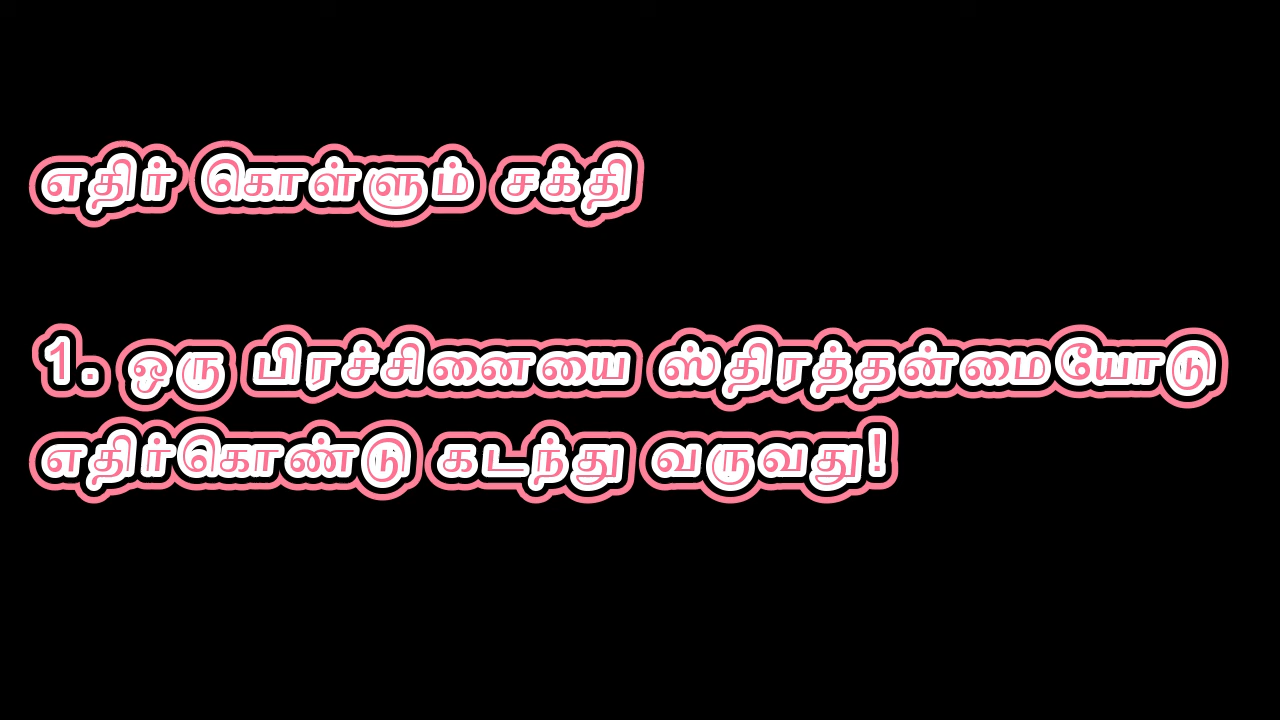 எதிர் கொள்ளும் சக்தி
1. ஒரு பிரச்சினையை ஸ்திரத்தன்மையோடு
எதிர்கொண்டு கடந்து வருவது!